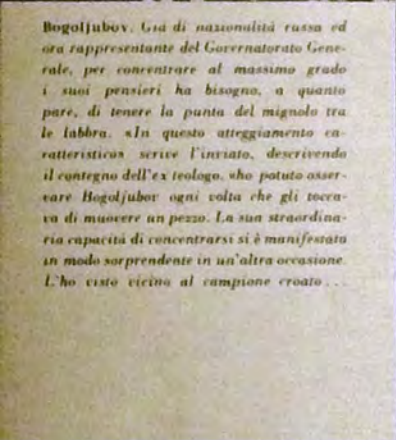 Bogoljubov. Già di nazionalità russa ed
ora rappresentante del Governatorato Gene-
rale, per concentrare al massimo grado
i suoi pensieri ha bisogno, a quanto
pare, di tenere la punta del mignolo tra
le labbra. «In questo atteggiamento ca-
ratteristico» scrive l'inviato, descrivendo
il contegno dell'ex teologo, «ho potuto osser-
vare Bogoljubov ogni volta che gli tocca-
va di muovere un pezzo. La sua straordina-
ria capacità di concentrarsi si è manifestata
in modo sorprendente in un'altra occasione.
L'ho visto vicino al campione croato...